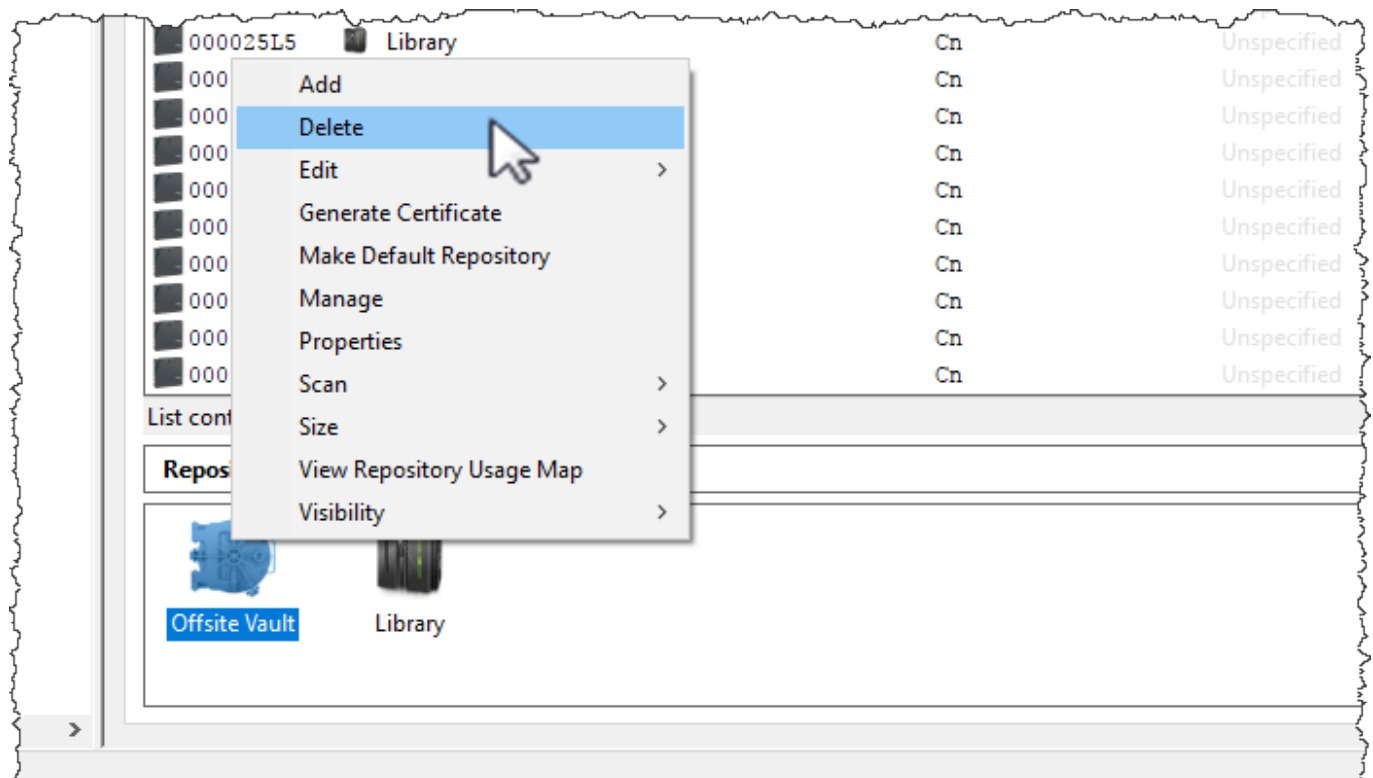 000025L5 Library Cn Unspecified
000 Cn Unspecified
000 Cn Unspecified
000 Cn Unspecified
000 Cn Unspecified
000 Cn Unspecified
000 Cn Unspecified
000 Cn Unspecified
000 Cn Unspecified
000 Cn Unspecified
Add
Delete
Edit
Generate Certificate
Make Default Repository
Manage
Properties
Scan
Size
View Repository Usage Map
Visibility
List cont
Reposi
Offsite Vault Library